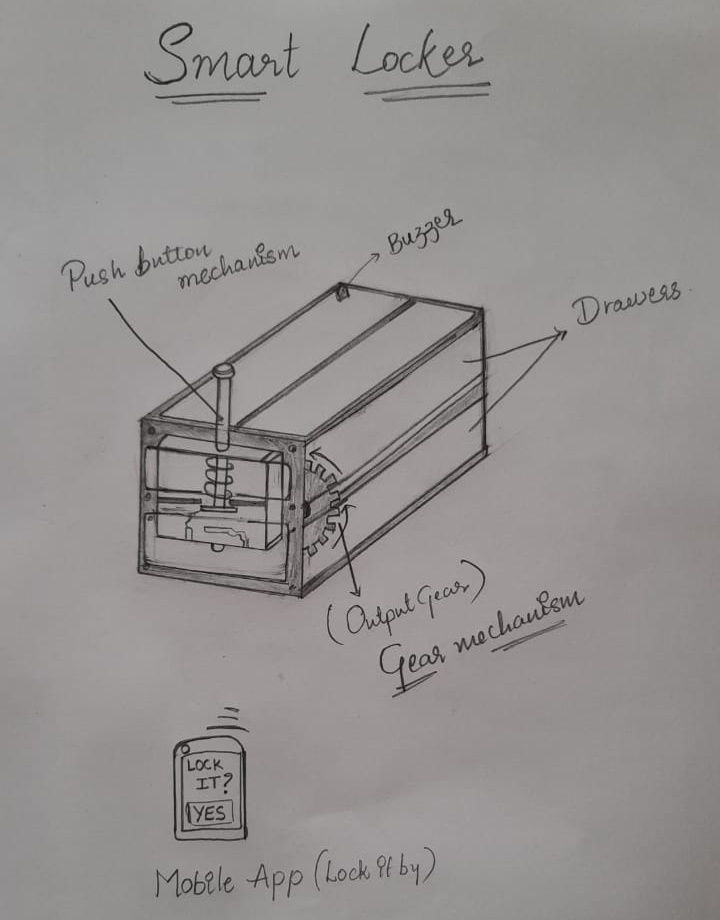 Smart Locker
Buzzer
Push button
mechanism
Drawers
(Output Gear)
Gear mechanism
LOCK
IT?
YES
Mobile App (Lock it by)